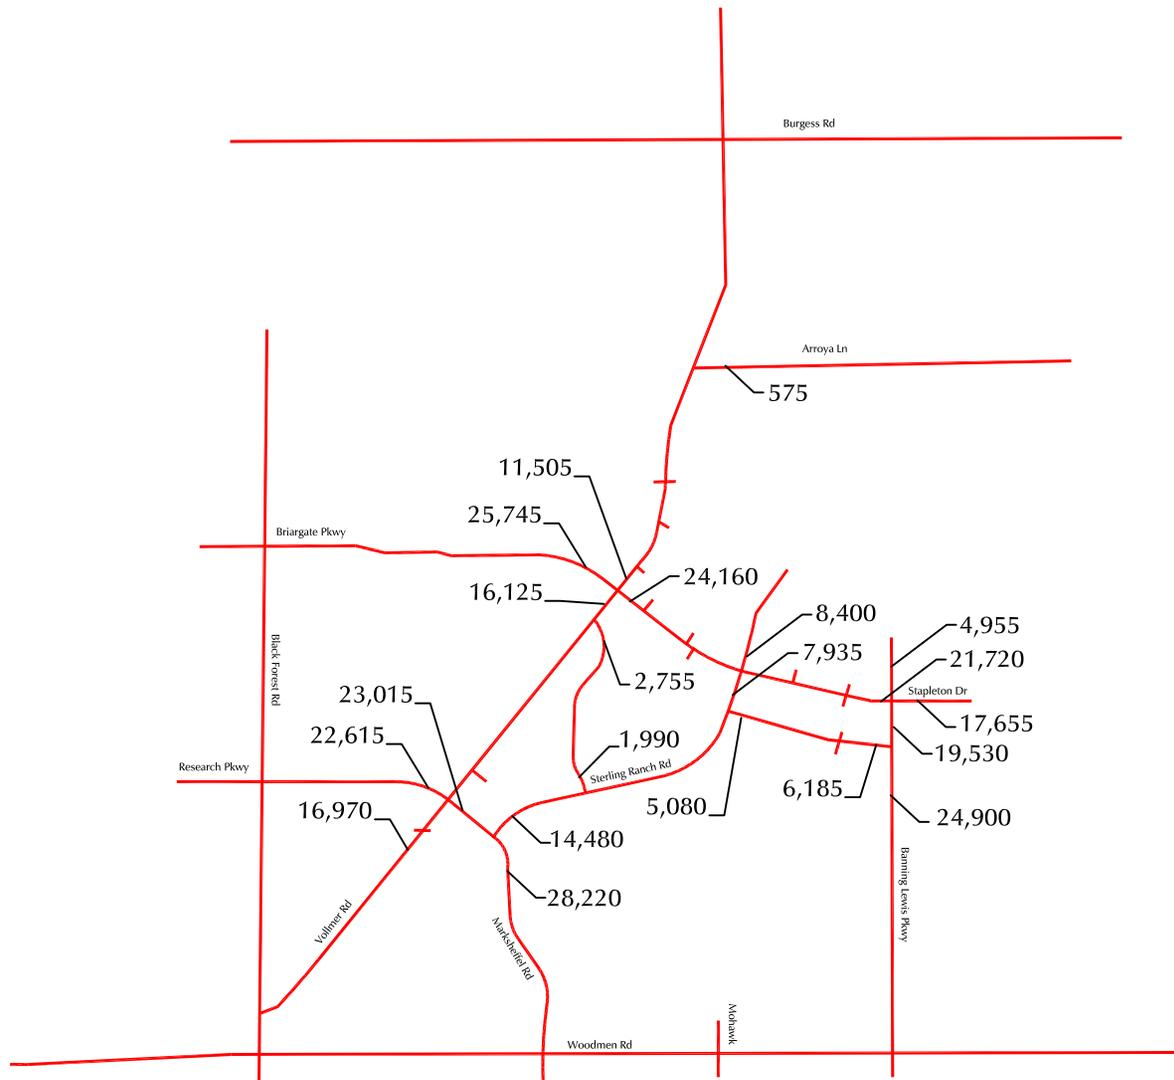 Burgess Rd
Arroya Ln
575
11,505
25,745
Briargate Pkwy
24,160
16,125
8,400
4,955
7,935
21,720
Black Forest Rd
2,755
23,015
Stapleton Dr
17,655
22,615
1,990
19,530
Research Pkwy
Sterling Ranch Rd
6,185
16,970
5,080
24,900
14,480
28,220
Banning Lewis Pkwy
Vollmer Rd
Marksheffel Rd
Mohawk
Woodmen Rd